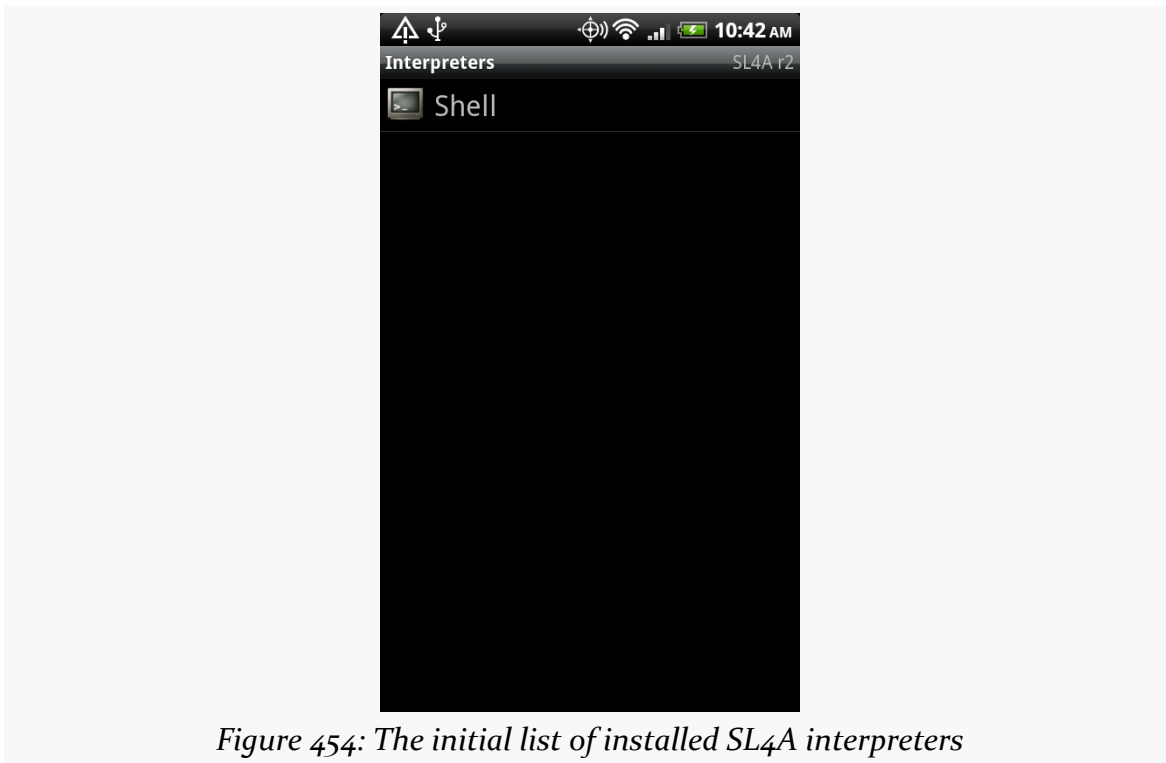 10:42 AM
Interpreters SL4A r2
Shell
Figure 454: The initial list of installed SL4A interpreters